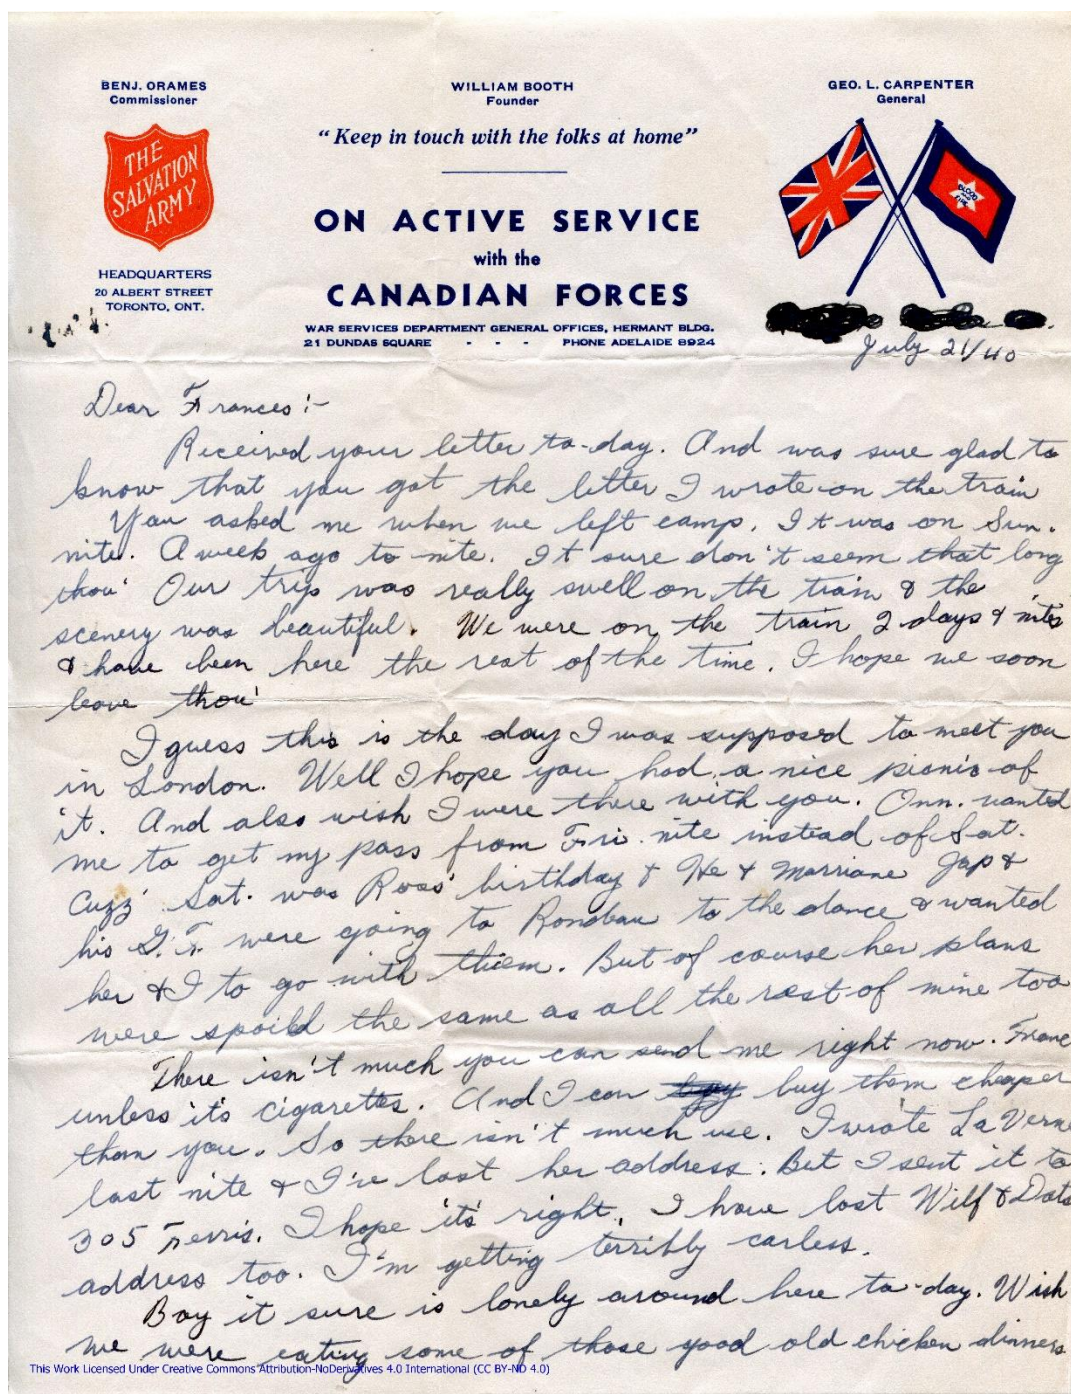 BENJ. ORAMES
Commissioner
WILLIAM BOOTH
Founder
GEO. L. CARPENTER
General
"Keep in touch with the folks at home"
THE
SALVATION
ARMY
BLOOD
AND
FIRE
ON ACTIVE SERVICE
with the
CANADIAN FORCES
HEADQUARTERS
20 ALBERT STREET
TORONTO, ONT.
WAR SERVICES DEPARTMENT GENERAL OFFICES, HERMANT BLDG.
21 DUNDAS SQUARE - - - PHONE ADELAIDE 8924
July 21/40
Dear Frances:-
Received your letter to-day. And was sure glad to
know that you got the letter I wrote on the train
You asked me when we left camp. It was on Sun.
nite. A week ago to nite. It sure don't seem that long
thou' Our trip was really swell on the train & the
scenery was beautiful. We were on the train 2 days & nites
& have been here the rest of the time. I hope we soon
leave thou'
I guess this is the day I was supposed to meet you
in London. Well I hope you had a nice picnic of
it. And also wish I were there with you. Onn. wanted
me to get my pass from Fri. nite instead of Sat.
Cuzz' Sat. was Ross' birthday & He & Marriane Jap &
his G.F. were going to Rondeau to the dance & wanted
her & I to go with them. But of course her plans
were spoild the same as all the rest of mine too
There isn't much you can send me right now. Franc
unless it's cigarettes. And I can buy them cheaper
than you. So there isn't much use. I wrote La Verne
last nite & I've lost her address. But I sent it to
305 Ferris. I hope it's right. I have lost Wilf & Dots
address too. I'm getting terribly carless.
Boy it sure is lonely around here to-day. Wish
we were eating some of those good old chicken dinners
This Work Licensed Under Creative Commons Attribution-NoDerivatives 4.0 International (CC BY-ND 4.0)